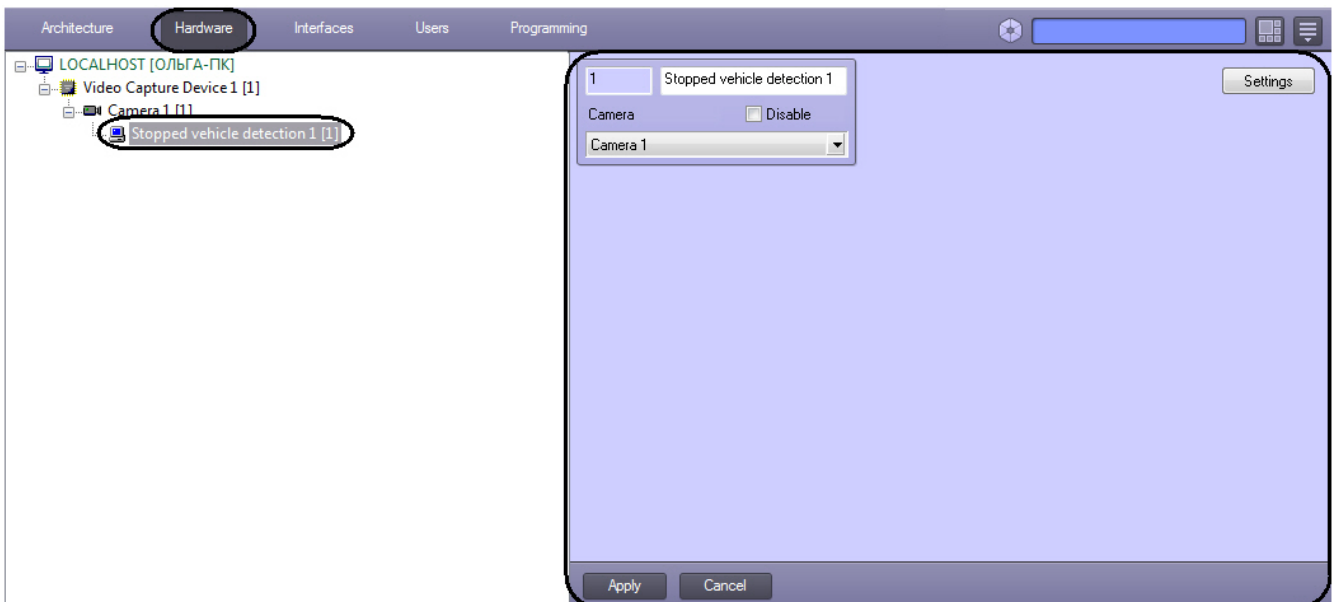 Architecture Hardware Interfaces Users Programming
LOCALHOST [ОЛЬГА-ПК]
Video Capture Device 1 [1]
Camera 1 [1]
Stopped vehicle detection 1 [1]
1 Stopped vehicle detection 1 Settings
Camera Disable
Camera 1
Apply Cancel